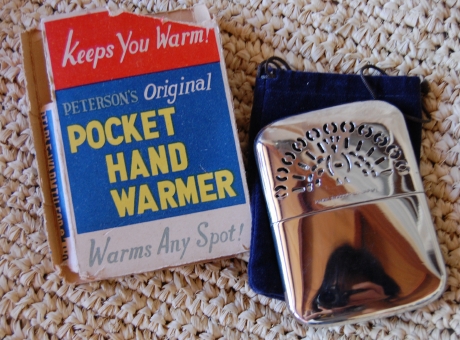 Keeps You Warm!
PETERSON'S Original
POCKET
HAND
WARMER
Warms Any Spot!